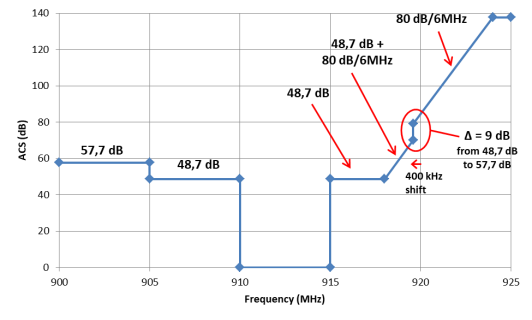 140
120
100
80
60
40
20
0
ACS (dB)
900
905
910
915
920
925
Frequency (MHz)
57,7 dB
48,7 dB
48,7 dB
48,7 dB +
80 dB/6MHz
80 dB/6MHz
Δ = 9 dB
from 48,7 dB
to 57,7 dB
400 kHz
shift